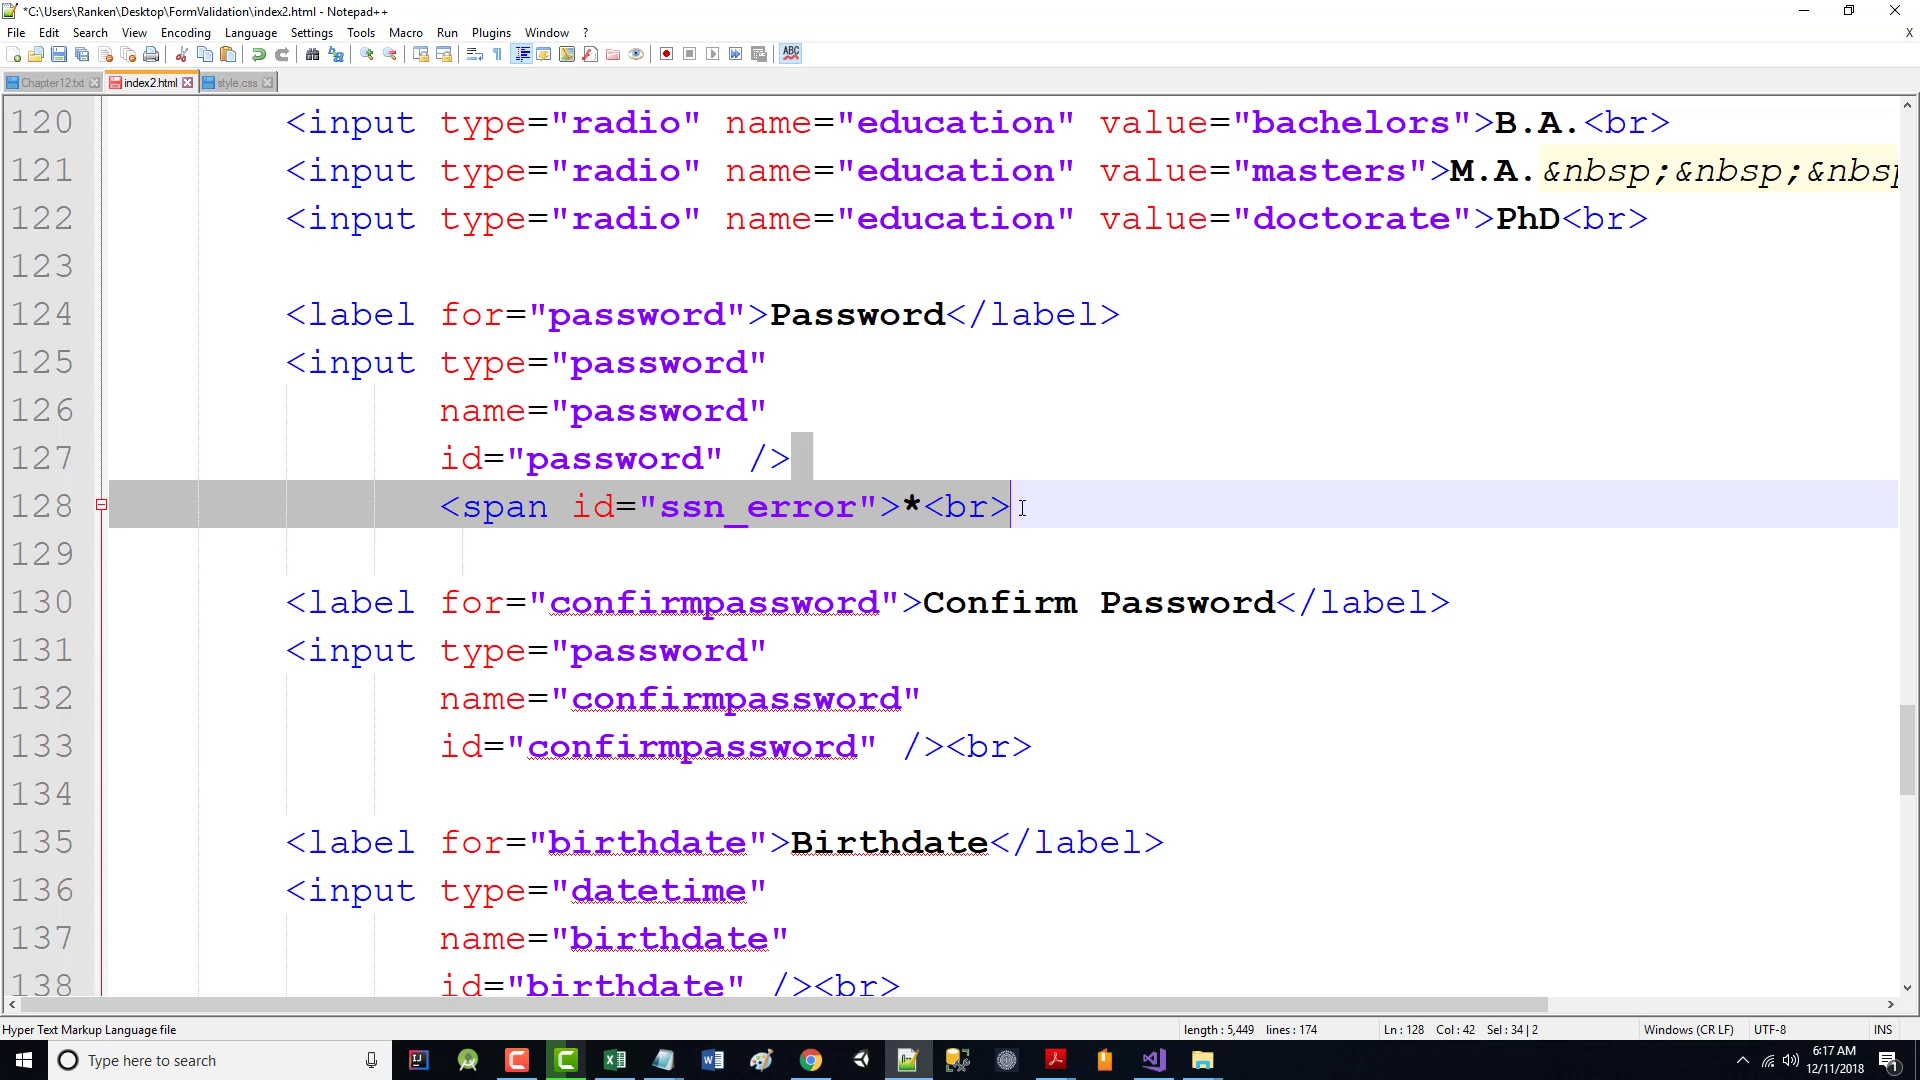 *C:\Users\Ranken\Desktop\FormValidation\index2.html - Notepad++
File Edit Search View Encoding Language Settings Tools Macro Run Plugins Window ? X
ABC
Chapter12.txt index2.html style.css
120 <input type="radio" name="education" value="bachelors">B.A.<br>
121 <input type="radio" name="education" value="masters">M.A.&nbsp;&nbsp;&nbsp
122 <input type="radio" name="education" value="doctorate">PhD<br>
123
124 <label for="password">Password</label>
125 <input type="password"
126 name="password"
127 id="password" />
128 <span id="ssn_error">*<br>
129
130 <label for="confirmpassword">Confirm Password</label>
131 <input type="password"
132 name="confirmpassword"
133 id="confirmpassword" /><br>
134
135 <label for="birthdate">Birthdate</label>
136 <input type="datetime"
137 name="birthdate"
138 id="birthdate" /><br>
Hyper Text Markup Language file length : 5,449 lines : 174 Ln : 128 Col : 42 Sel : 34 | 2 Windows (CR LF) UTF-8 INS
Type here to search
6:17 AM
12/11/2018
1